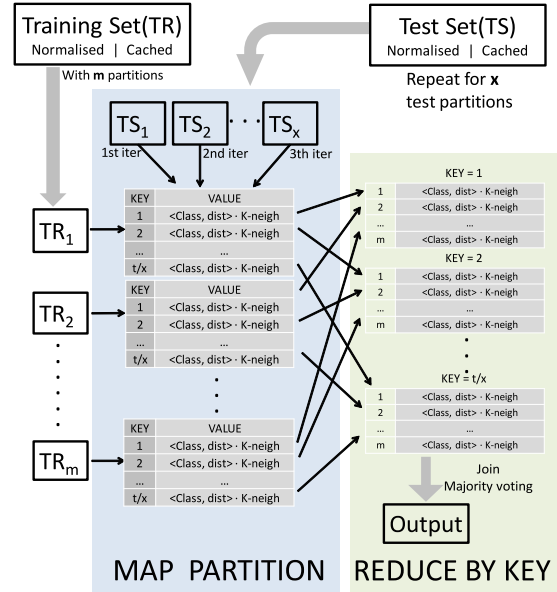 Training Set(TR)
Normalised | Cached
Test Set(TS)
Normalised | Cached
With m partitions
Repeat for x
test partitions
TS1 TS2 · · · TSx
1st iter 2nd iter 3th iter
TR1
KEY VALUE
1 <Class, dist> · K-neigh
2 <Class, dist> · K-neigh
... ...
t/x <Class, dist> · K-neigh
TR2
KEY VALUE
1 <Class, dist> · K-neigh
2 <Class, dist> · K-neigh
... ...
t/x <Class, dist> · K-neigh
TRm
KEY VALUE
1 <Class, dist> · K-neigh
2 <Class, dist> · K-neigh
... ...
t/x <Class, dist> · K-neigh
KEY = 1
1 <Class, dist> · K-neigh
2 <Class, dist> · K-neigh
... ...
m <Class, dist> · K-neigh
KEY = 2
1 <Class, dist> · K-neigh
2 <Class, dist> · K-neigh
... ...
m <Class, dist> · K-neigh
KEY = t/x
1 <Class, dist> · K-neigh
2 <Class, dist> · K-neigh
... ...
m <Class, dist> · K-neigh
Join
Majority voting
Output
MAP PARTITION
REDUCE BY KEY